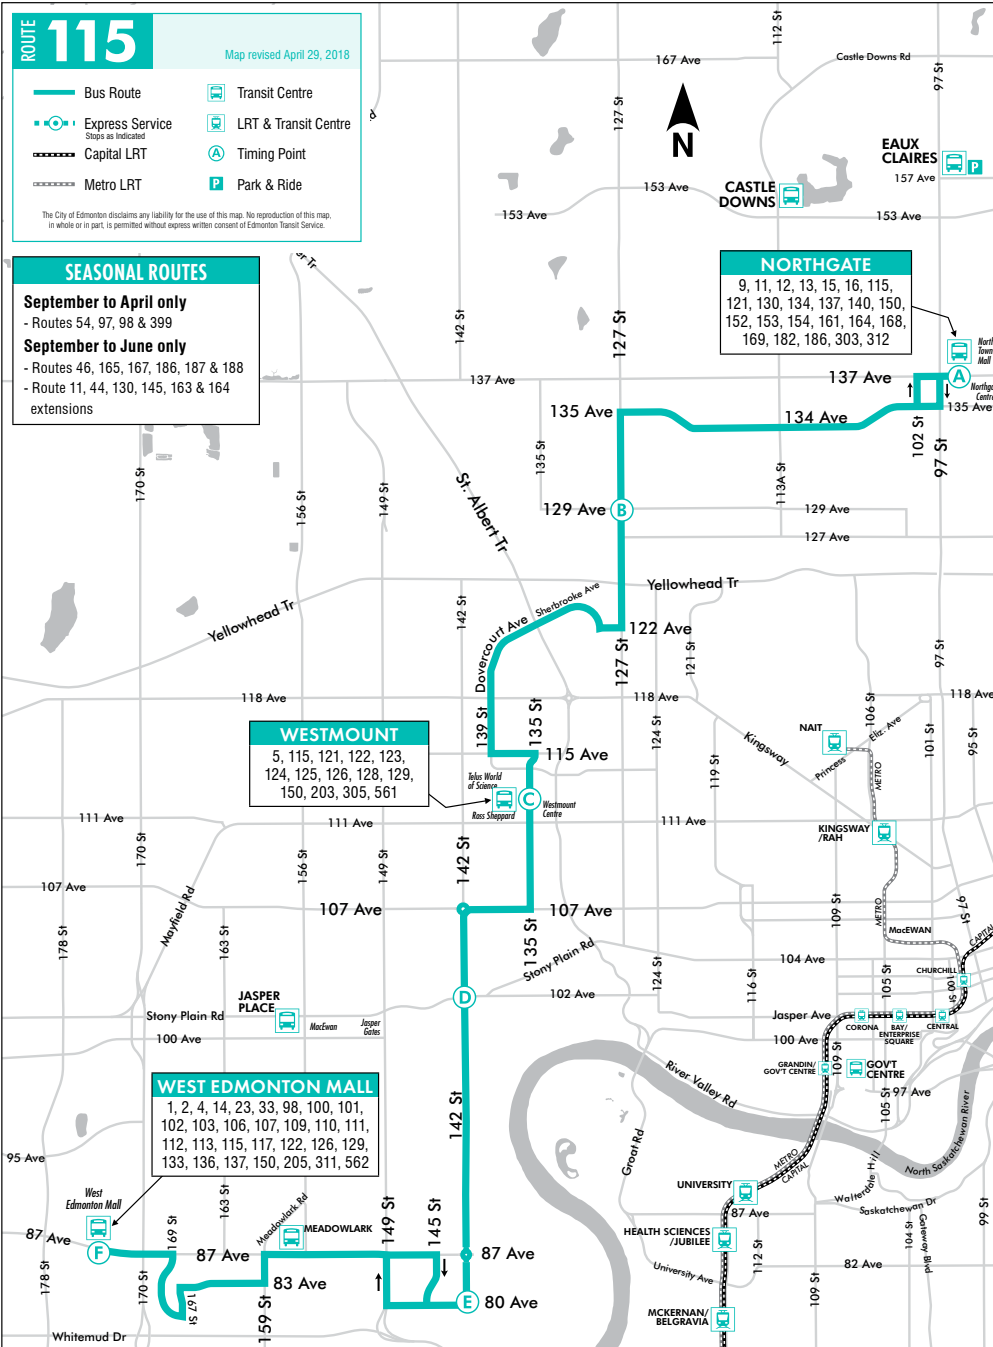 ROUTE 115
Map revised April 29, 2018
Bus Route
Transit Centre
Express Service
Stops as Indicated
LRT & Transit Centre
Capital LRT
A Timing Point
Metro LRT
P Park & Ride
The City of Edmonton disclaims any liability for the use of this map. No reproduction of this map,
in whole or in part, is permitted without express written consent of Edmonton Transit Service.
SEASONAL ROUTES
September to April only
- Routes 54, 97, 98 & 399
September to June only
- Routes 46, 165, 167, 186, 187 & 188
- Route 11, 44, 130, 145, 163 & 164
extensions
112 St
167 Ave
Castle Downs Rd
97 St
127 St
N
EAUX
CLAIRES
P
157 Ave
153 Ave
CASTLE
DOWNS
153 Ave
153 Ave
NORTHGATE
9, 11, 12, 13, 15, 16, 115,
121, 130, 134, 137, 140, 150,
152, 153, 154, 161, 164, 168,
169, 182, 186, 303, 312
142 St
127 St
North
Town
Mall
137 Ave
137 Ave
A
Northgate
Centre
135 Ave
135 Ave
134 Ave
102 St
97 St
135 St
113A St
St. Albert Tr
170 St
156 St
149 St
129 Ave
B
129 Ave
127 Ave
Yellowhead Tr
Yellowhead Tr
142 St
Sherbrooke Ave
Dovercourt Ave
122 Ave
127 St
121 St
97 St
118 Ave
118 Ave
118 Ave
139 St
135 St
124 St
106 St
101 St
95 St
NAIT
Eliz. Ave
Princess
Kingsway
METRO
119 St
WESTMOUNT
5, 115, 121, 122, 123,
124, 125, 126, 128, 129,
150, 203, 305, 561
115 Ave
Telus World
of Science
C
Westmount
Centre
Ross Sheppard
111 Ave
111 Ave
111 Ave
KINGSWAY
/RAH
170 St
156 St
149 St
142 St
107 Ave
107 Ave
107 Ave
Mayfield Rd
178 St
163 St
135 St
109 St
METRO
97 St
MacEWAN
CAPITAL
Stony Plain Rd
104 Ave
124 St
116 St
105 St
CHURCHILL
100 St
D
102 Ave
JASPER
PLACE
Stony Plain Rd
MacEwan
Jasper
Gates
100 Ave
Jasper Ave
CORONA
BAY/
ENTERPRISE
SQUARE
CENTRAL
100 Ave
109 St
GRANDIN/
GOV'T CENTRE
GOV'T
CENTRE
97 Ave
105 St
River Valley Rd
WEST EDMONTON MALL
1, 2, 4, 14, 23, 33, 98, 100, 101,
102, 103, 106, 107, 109, 110, 111,
112, 113, 115, 117, 122, 126, 129,
133, 136, 137, 150, 205, 311, 562
142 St
Groat Rd
METRO
CAPITAL
North Saskatchewan River
Walterdale Hill
Saskatchewan Dr
95 Ave
West
Edmonton Mall
163 St
Meadowlark Rd
MEADOWLARK
149 St
145 St
UNIVERSITY
87 Ave
HEALTH SCIENCES
/JUBILEE
University Ave
112 St
104 St
Gateway Blvd
99 St
87 Ave
F
169 St
87 Ave
87 Ave
82 Ave
178 St
170 St
167 St
83 Ave
159 St
E
80 Ave
109 St
MCKERNAN/
BELGRAVIA
Whitemud Dr